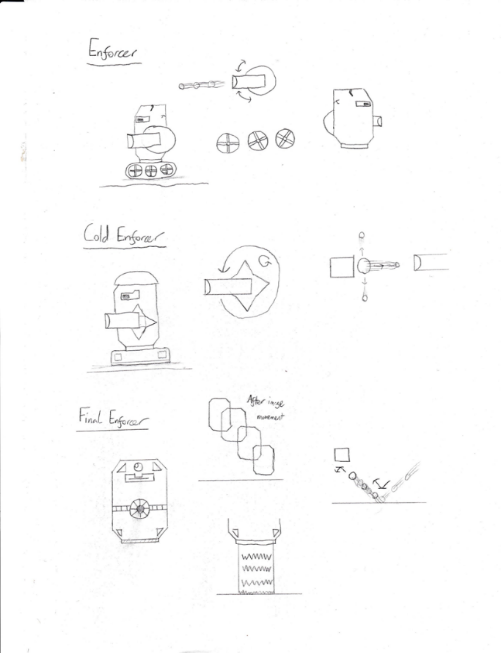 Enforcer
Cold Enforcer
Final Enforcer
After image
movement